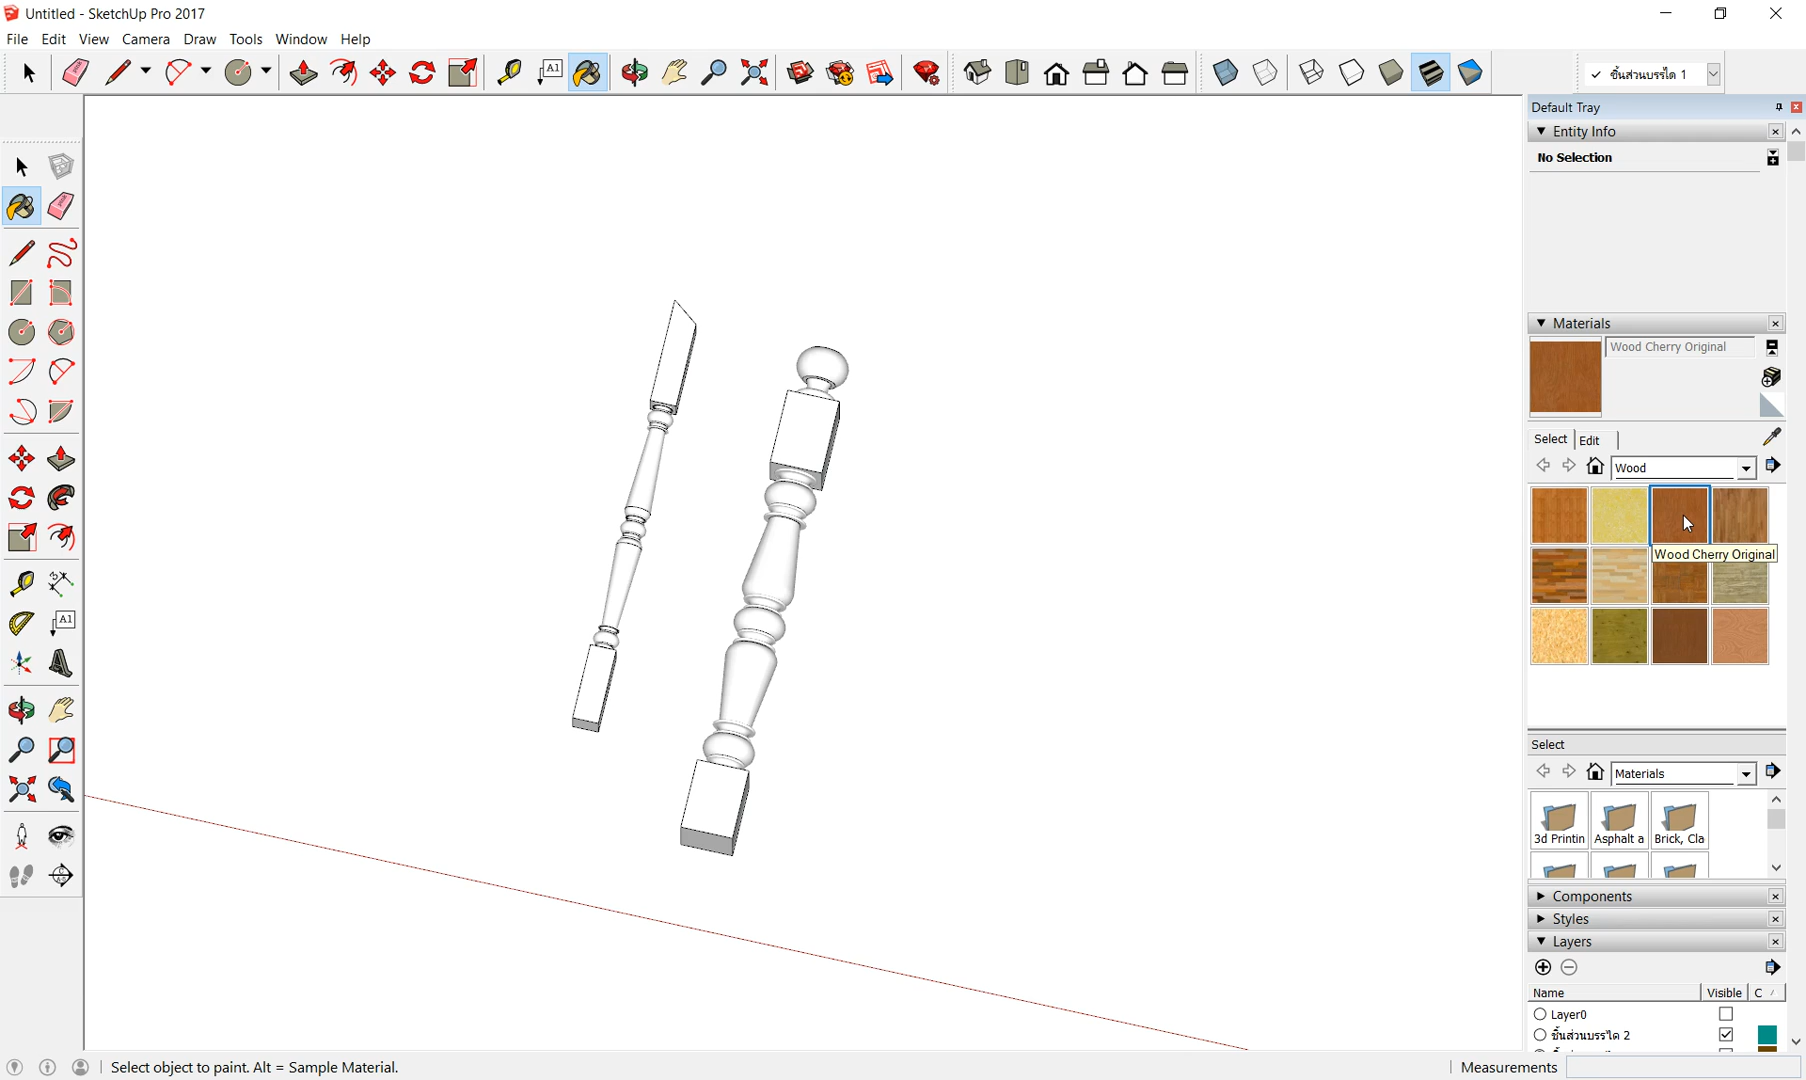 Untitled - SketchUp Pro 2017
File Edit View Camera Draw Tools Window Help
A1
ชิ้นส่วนบรรได 1
Default Tray
Entity Info
No Selection
Materials
Wood Cherry Original
Select Edit
Wood
Wood Cherry Original
A1
Select
Materials
3d Printin Asphalt a Brick, Cla
Components
Styles
Layers
Name Visible C
Layer0
ชิ้นส่วนบรรได 2
Select object to paint. Alt = Sample Material.
Measurements